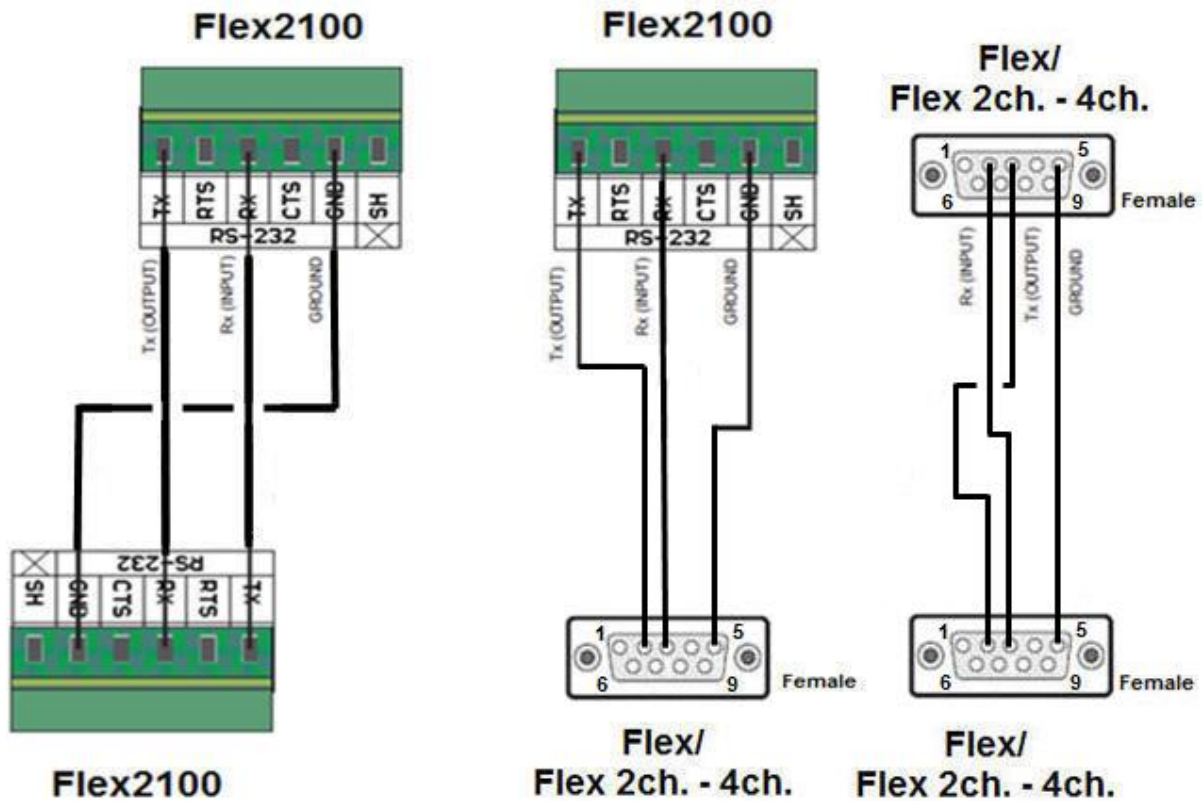 Flex2100
TX
RTS
RX
CTS
GND
SH
RS-232
Tx (OUTPUT)
Rx (INPUT)
GROUND
RS-232
SH
GND
CTS
RX
RTS
TX
Flex2100
Flex2100
TX
RTS
RX
CTS
GND
SH
RS-232
Tx (OUTPUT)
Rx (INPUT)
GROUND
1
5
6
9
Female
Flex/
Flex 2ch. - 4ch.
Flex/
Flex 2ch. - 4ch.
1
5
6
9
Female
Rx (INPUT)
Tx (OUTPUT)
GROUND
1
5
6
9
Female
Flex/
Flex 2ch. - 4ch.